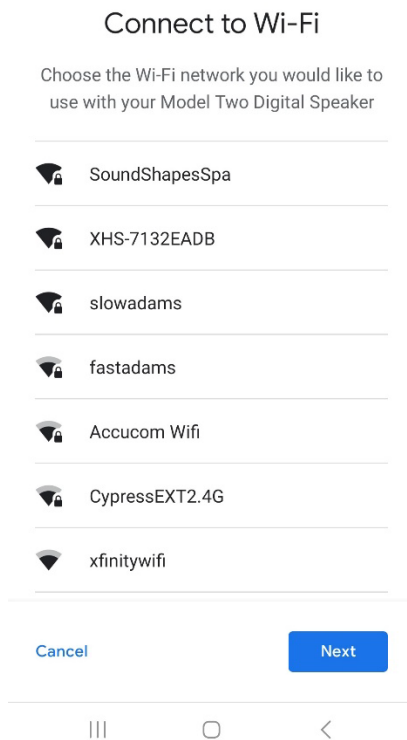 Connect to Wi-Fi
Choose the Wi-Fi network you would like to
use with your Model Two Digital Speaker
SoundShapesSpa
XHS-7132EADB
slowadams
fastadams
Accucom Wifi
CypressEXT2.4G
xfinitywifi
Cancel Next